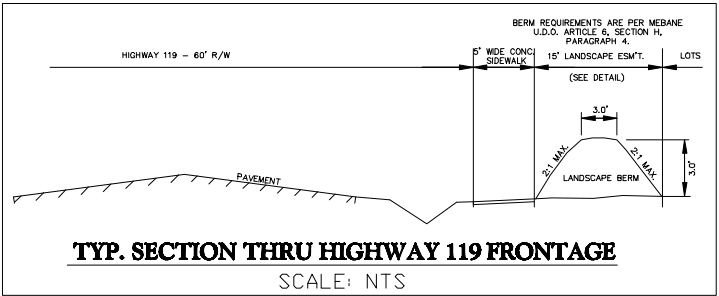 BERM REQUIREMENTS ARE PER MEBANE
U.D.O. ARTICLE 6, SECTION H,
PARAGRAPH 4.
HIGHWAY 119 - 60' R/W
5' WIDE CONC.
SIDEWALK
15' LANDSCAPE ESM'T.
LOTS
(SEE DETAIL)
3.0'
2:1 MAX.
2:1 MAX.
3.0'
PAVEMENT
LANDSCAPE BERM
TYP. SECTION THRU HIGHWAY 119 FRONTAGE
SCALE: NTS